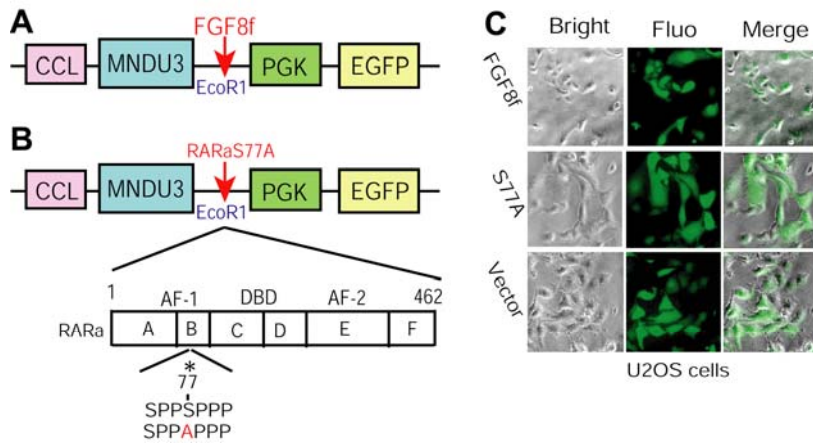 A
FGF8f
CCL MNDU3 PGK EGFP
EcoR1
B
RARaS77A
CCL MNDU3 PGK EGFP
EcoR1
1 AF-1 DBD AF-2 462
RARa A B C D E F
*
77
SPPSPPP
SPPAPPP
C
Bright Fluo Merge
FGF8f
S77A
Vector
U2OS cells